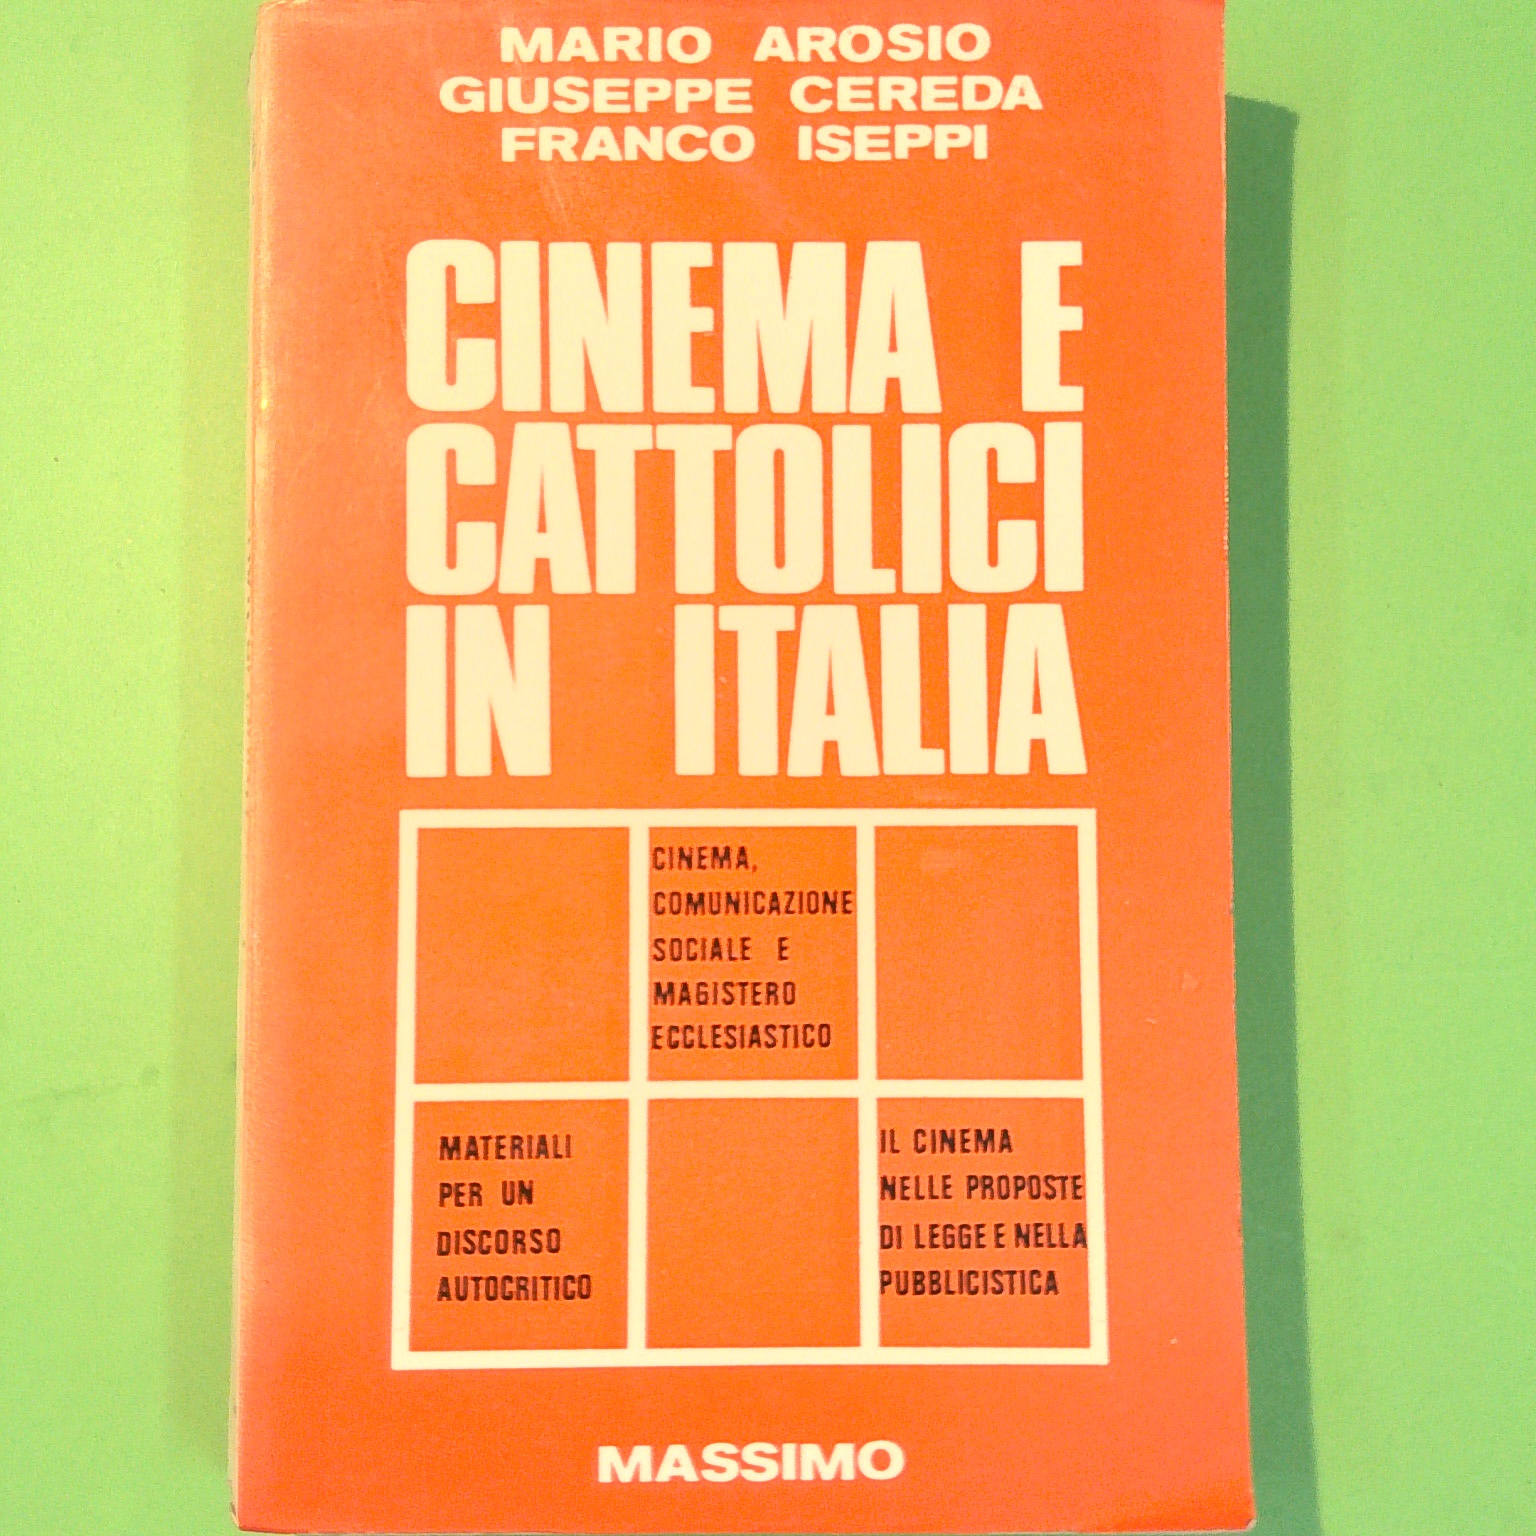 MARIO AROSIO
GIUSEPPE CEREDA
FRANCO ISEPPI
CINEMA E
CATTOLICI
IN ITALIA
CINEMA,
COMUNICAZIONE
SOCIALE E
MAGISTERO
ECCLESIASTICO
MATERIALI
PER UN
DISCORSO
AUTOCRITICO
IL CINEMA
NELLE PROPOSTE
DI LEGGE E NELLA
PUBBLICISTICA
MASSIMO